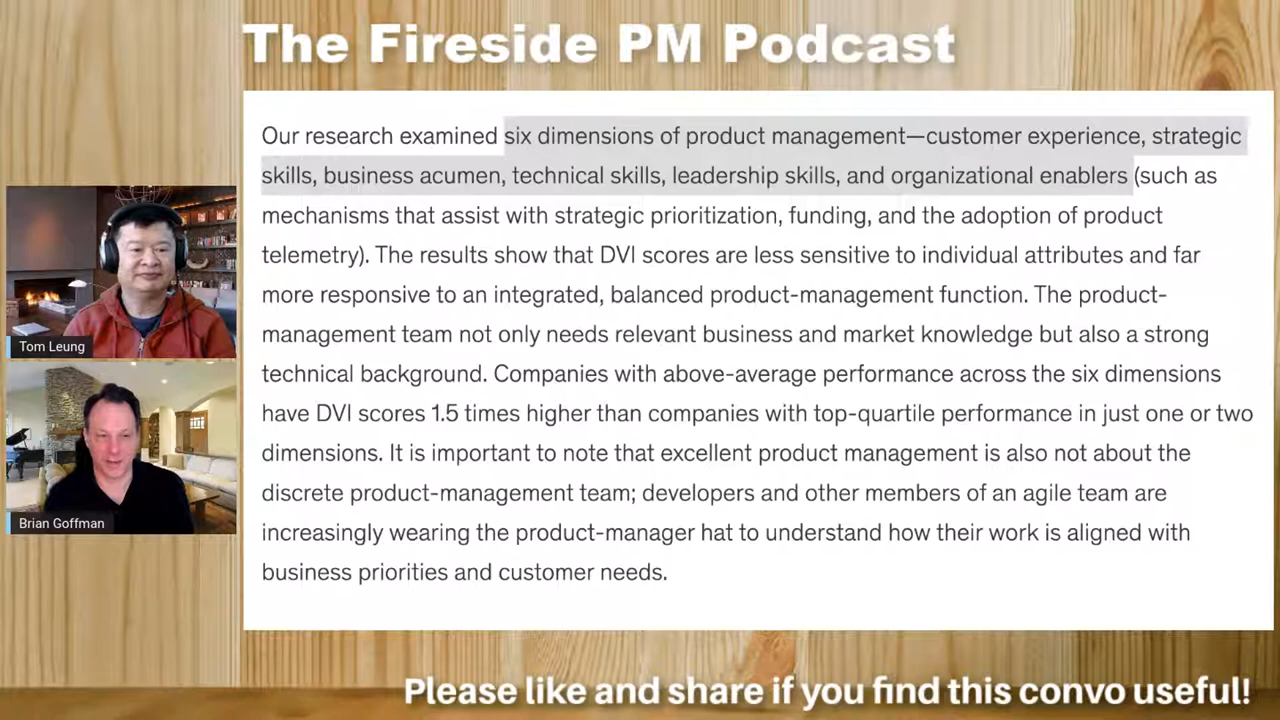 The Fireside PM Podcast
Our research examined six dimensions of product management—customer experience, strategic
skills, business acumen, technical skills, leadership skills, and organizational enablers (such as
mechanisms that assist with strategic prioritization, funding, and the adoption of product
telemetry). The results show that DVI scores are less sensitive to individual attributes and far
more responsive to an integrated, balanced product-management function. The product-
management team not only needs relevant business and market knowledge but also a strong
technical background. Companies with above-average performance across the six dimensions
have DVI scores 1.5 times higher than companies with top-quartile performance in just one or two
dimensions. It is important to note that excellent product management is also not about the
discrete product-management team; developers and other members of an agile team are
increasingly wearing the product-manager hat to understand how their work is aligned with
business priorities and customer needs.
Tom Leung
Brian Goffman
Please like and share if you find this convo useful!